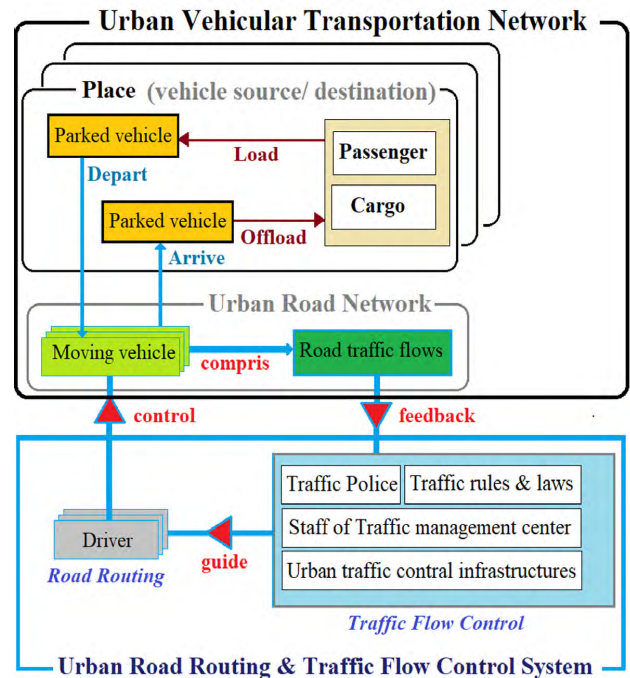 Urban Vehicular Transportation Network
Place (vehicle source/ destination)
Parked vehicle
Load
Passenger
Depart
Cargo
Parked vehicle
Offload
Arrive
Urban Road Network
Moving vehicle
compris
Road traffic flows
control
feedback
Traffic Police
Traffic rules & laws
Staff of Traffic management center
Urban traffic contral infrastructures
Driver
guide
Road Routing
Traffic Flow Control
Urban Road Routing & Traffic Flow Control System